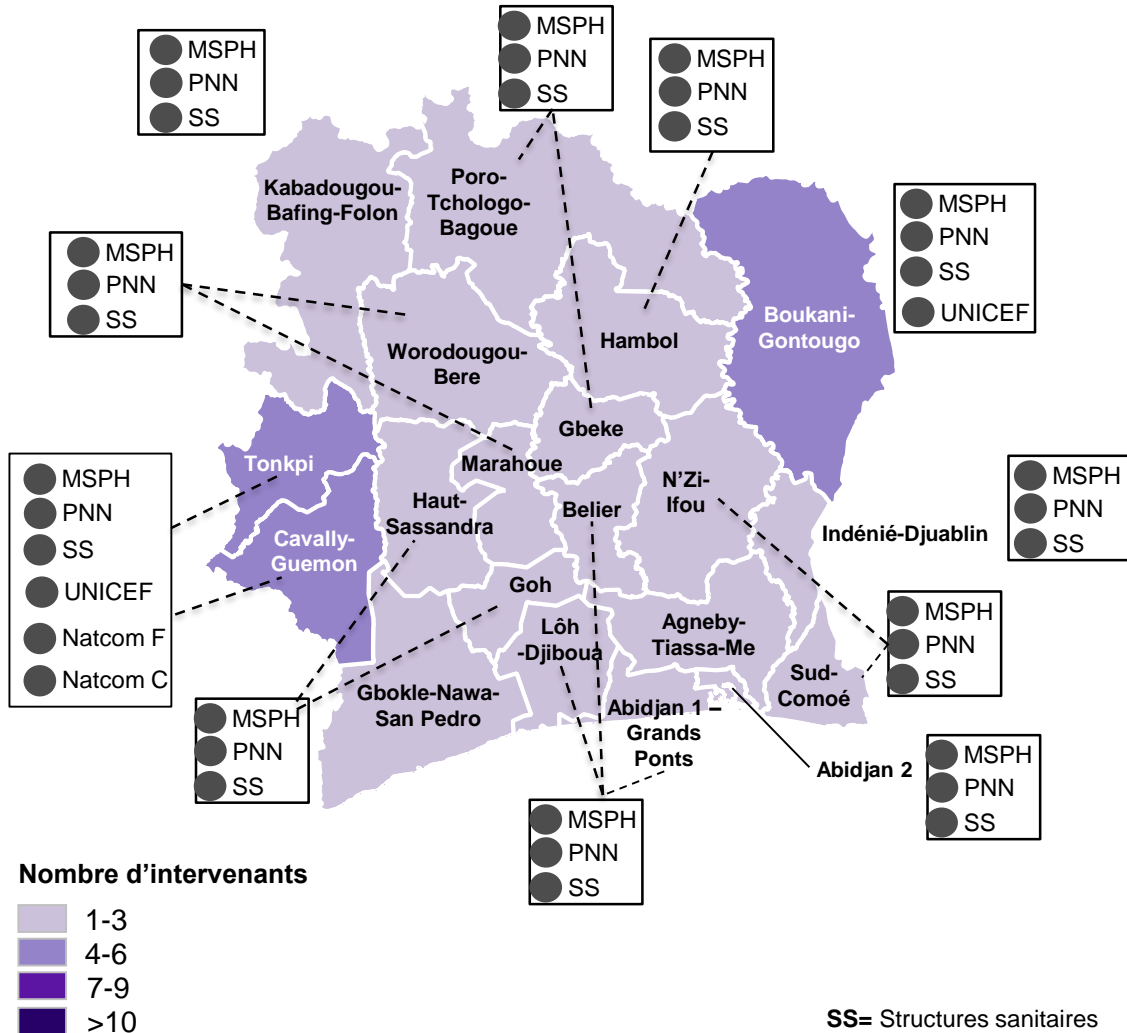 MSPH
PNN
SS
MSPH
PNN
SS
MSPH
PNN
SS
Kabadougou-
Bafing-Folon
Poro-
Tchologo-
Bagoue
MSPH
PNN
SS
UNICEF
MSPH
PNN
SS
Boukani-
Gontougo
Hambol
Worodougou-
Bere
Gbeke
Tonkpi
Marahoue
N'Zi-
Ifou
MSPH
PNN
SS
UNICEF
Natcom F
Natcom C
Haut-
Sassandra
Belier
MSPH
PNN
SS
Indénié-Djuablin
Cavally-
Guemon
Goh
Lôh
-Djiboua
Agneby-
Tiassa-Me
MSPH
PNN
SS
Sud-
Comoé
Gbokle-Nawa-
San Pedro
Abidjan 1 –
Grands
Ponts
MSPH
PNN
SS
Abidjan 2
MSPH
PNN
SS
MSPH
PNN
SS
Nombre d'intervenants
1-3
4-6
7-9
>10
SS= Structures sanitaires